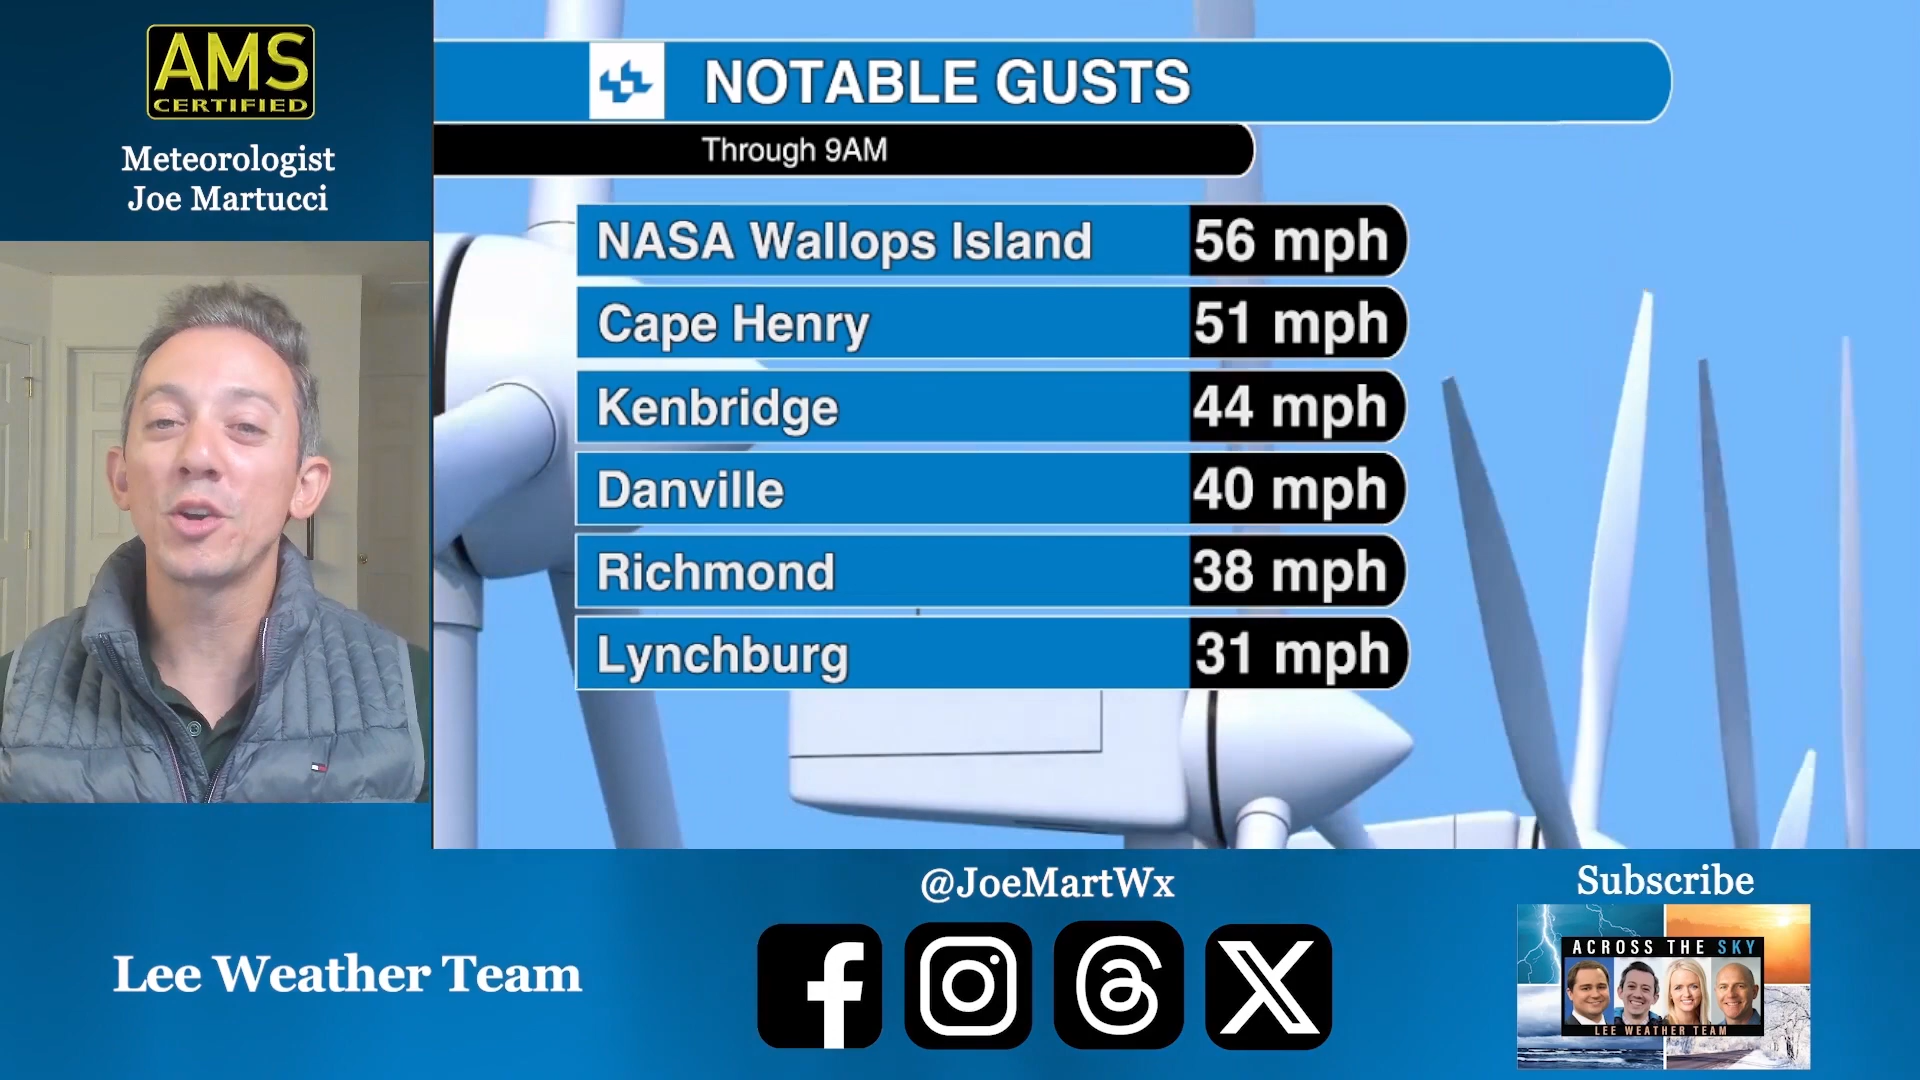 AMS
CERTIFIED
Meteorologist
Joe Martucci
NOTABLE GUSTS
Through 9AM
NASA Wallops Island 56 mph
Cape Henry 51 mph
Kenbridge 44 mph
Danville 40 mph
Richmond 38 mph
Lynchburg 31 mph
Lee Weather Team
@JoeMartWx
Subscribe
ACROSS THE SKY
LEE WEATHER TEAM